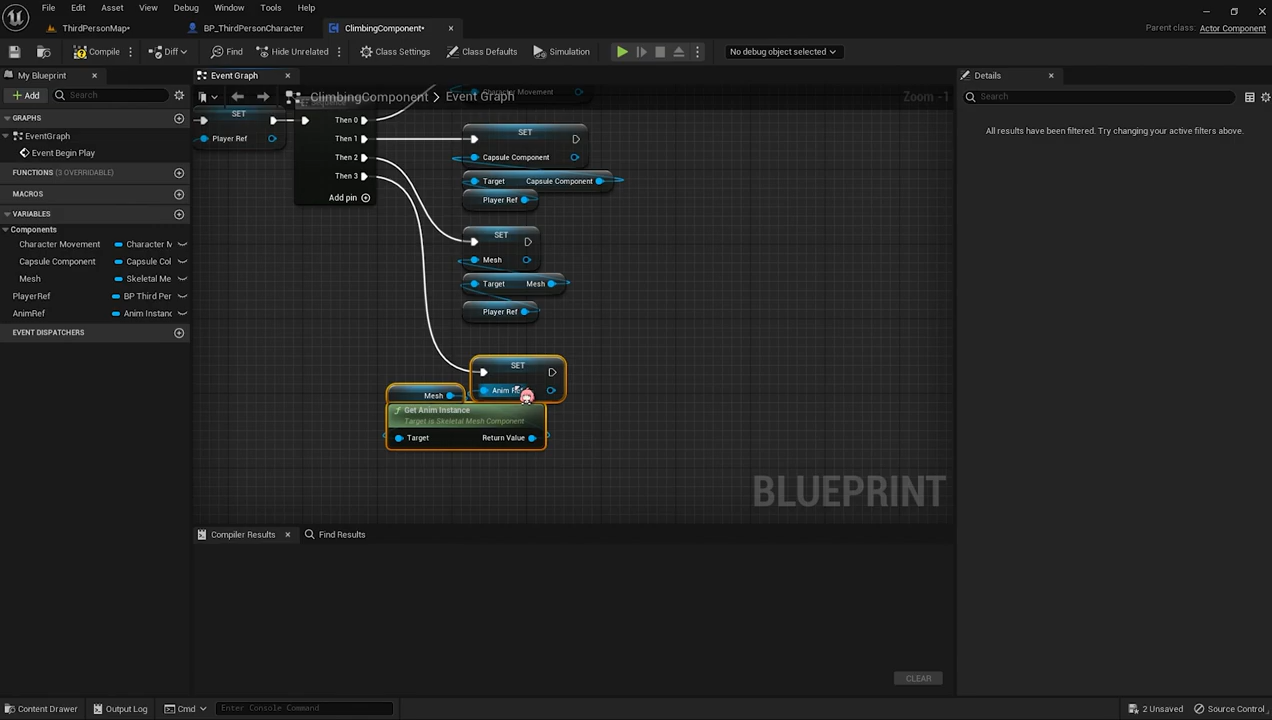 File Edit Asset View Debug Window Tools Help
ThirdPersonMap• BP_ThirdPersonCharacter ClimbingComponent•
Parent class: Actor Component
Compile Diff Find Hide Unrelated Class Settings Class Defaults Simulation No debug object selected
My Blueprint Event Graph Details
Add Search
ClimbingComponent > Event Graph Zoom -1
Search
All results have been filtered. Try changing your active filters above.
GRAPHS
EventGraph
Event Begin Play
FUNCTIONS (3 OVERRIDABLE)
MACROS
VARIABLES
Components
Character Movement Character M
Capsule Component Capsule Col
Mesh Skeletal Me
PlayerRef BP Third Per
AnimRef Anim Instanc
EVENT DISPATCHERS
SET
Player Ref
Sequence
Then 0
Then 1
Then 2
Then 3
Add pin
Character Movement
SET
Capsule Component
Target Capsule Component
Player Ref
SET
Mesh
Target Mesh
Player Ref
SET
Anim
Mesh
Get Anim Instance
Target is Skeletal Mesh Component
Target Return Value
BLUEPRINT
Compiler Results Find Results
CLEAR
Content Drawer Output Log Cmd Enter Console Command 2 Unsaved Source Control